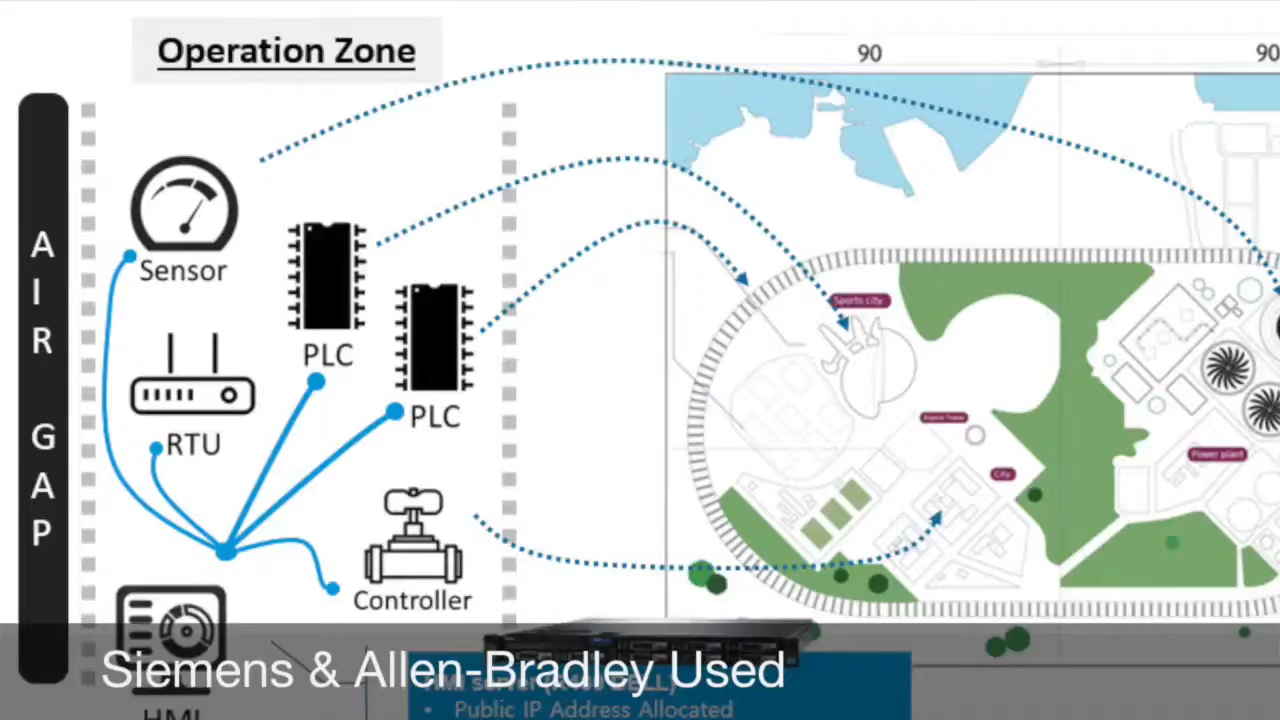 Operation Zone
90
90
AIR GAP
Sensor
PLC
PLC
RTU
Controller
Sports city
City
Power plant
HMI
Siemens & Allen-Bradley Used
• Public IP Address Allocated